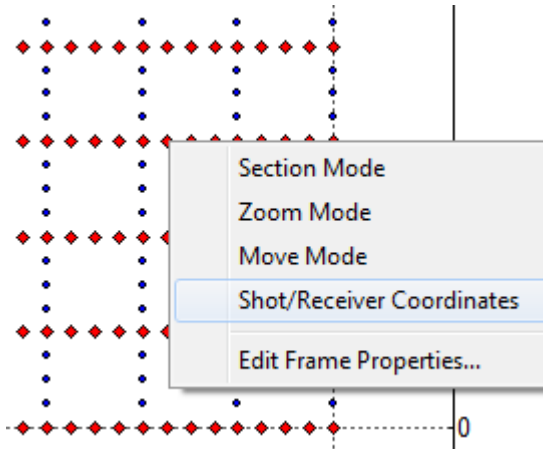 Section Mode
Zoom Mode
Move Mode
Shot/Receiver Coordinates
Edit Frame Properties...
0